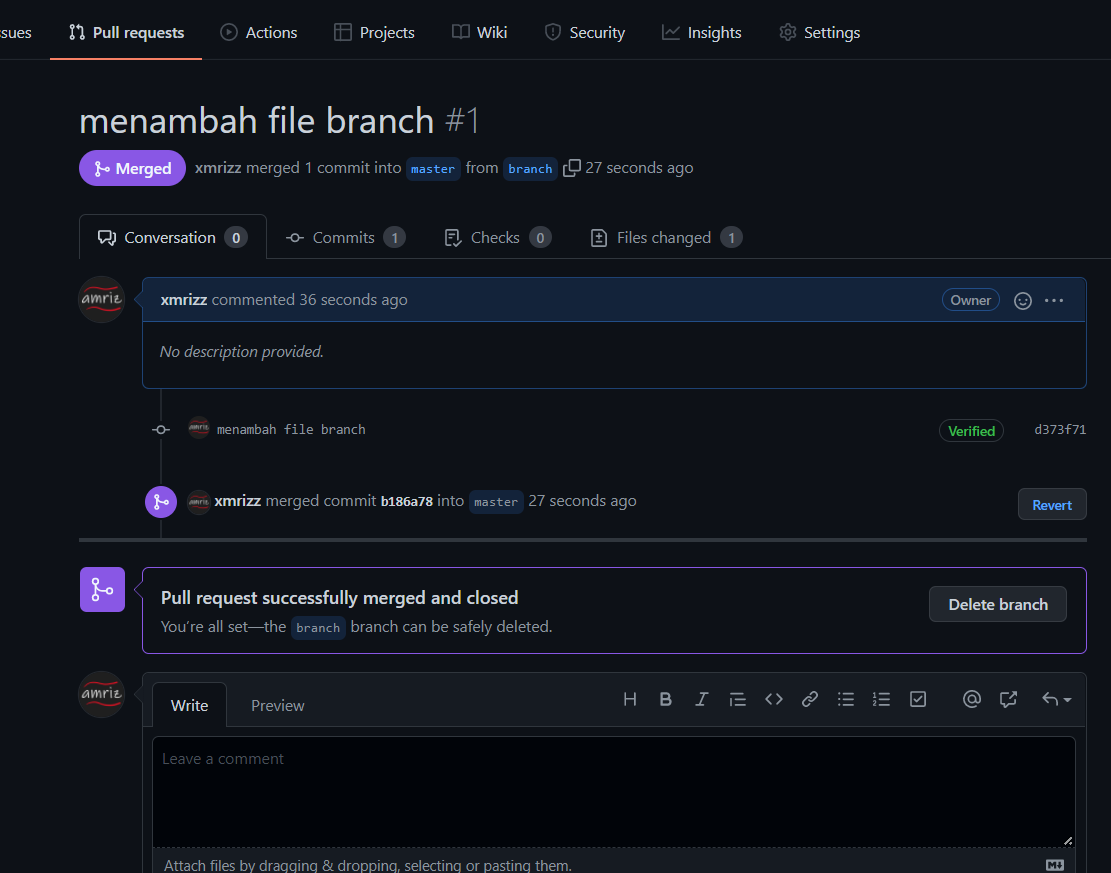 sues Pull requests Actions Projects Wiki Security Insights Settings
menambah file branch #1
Merged xmrizz merged 1 commit into master from branch 27 seconds ago
Conversation 0 Commits 1 Checks 0 Files changed 1
amriz xmrizz commented 36 seconds ago Owner
No description provided.
amriz menambah file branch Verified d373f71
amriz xmrizz merged commit b186a78 into master 27 seconds ago Revert
Pull request successfully merged and closed Delete branch
You're all set—the branch branch can be safely deleted.
amriz Write Preview H B I
Leave a comment
Attach files by dragging & dropping, selecting or pasting them.